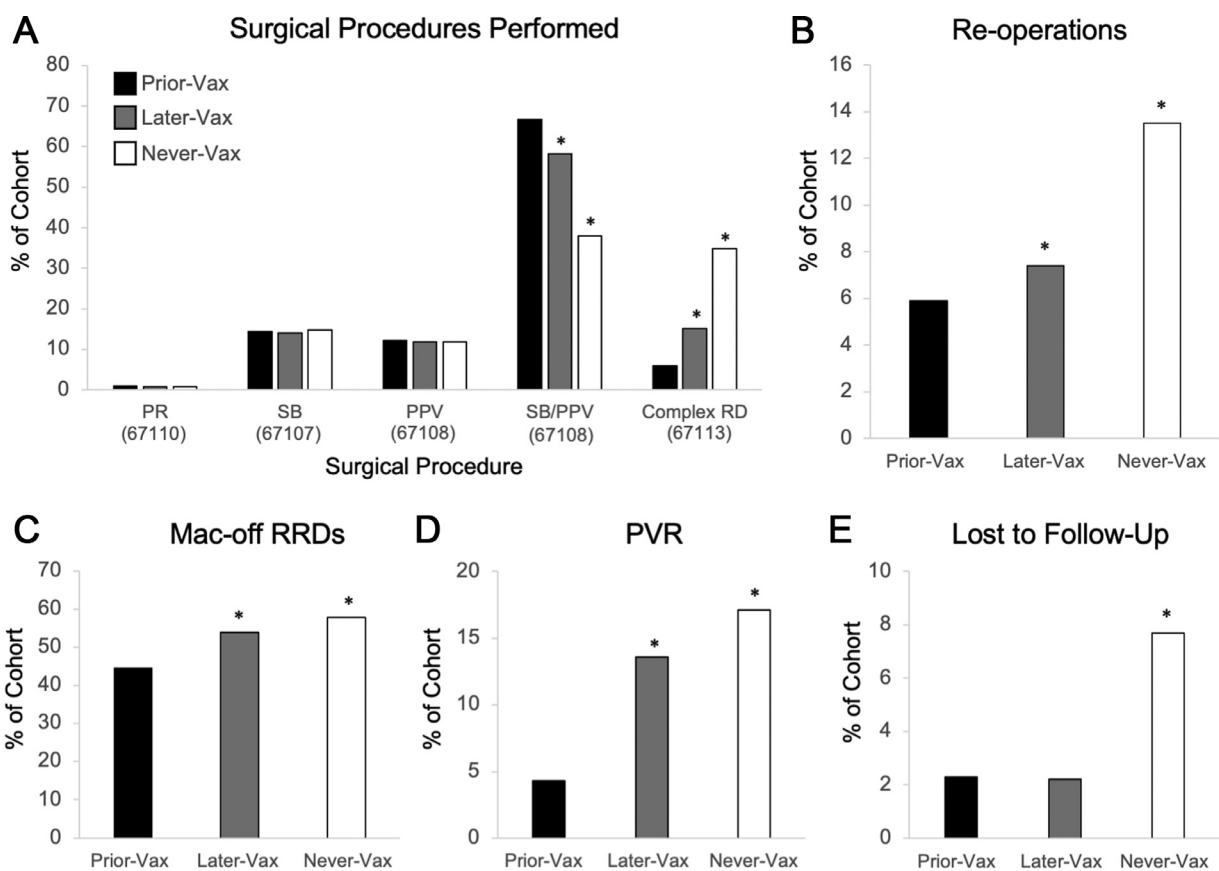 A
Surgical Procedures Performed
80
70
60
50
40
30
20
10
0
% of Cohort
Prior-Vax
Later-Vax
Never-Vax
*
*
*
*
PR
(67110)
SB
(67107)
PPV
(67108)
SB/PPV
(67108)
Complex RD
(67113)
Surgical Procedure
B
Re-operations
16
14
12
10
8
6
4
2
0
% of Cohort
*
*
Prior-Vax Later-Vax Never-Vax
C
Mac-off RRDs
70
60
50
40
30
20
10
0
% of Cohort
*
*
Prior-Vax Later-Vax Never-Vax
D
PVR
20
15
10
5
0
% of Cohort
*
*
Prior-Vax Later-Vax Never-Vax
E
Lost to Follow-Up
10
8
6
4
2
0
% of Cohort
*
Prior-Vax Later-Vax Never-Vax